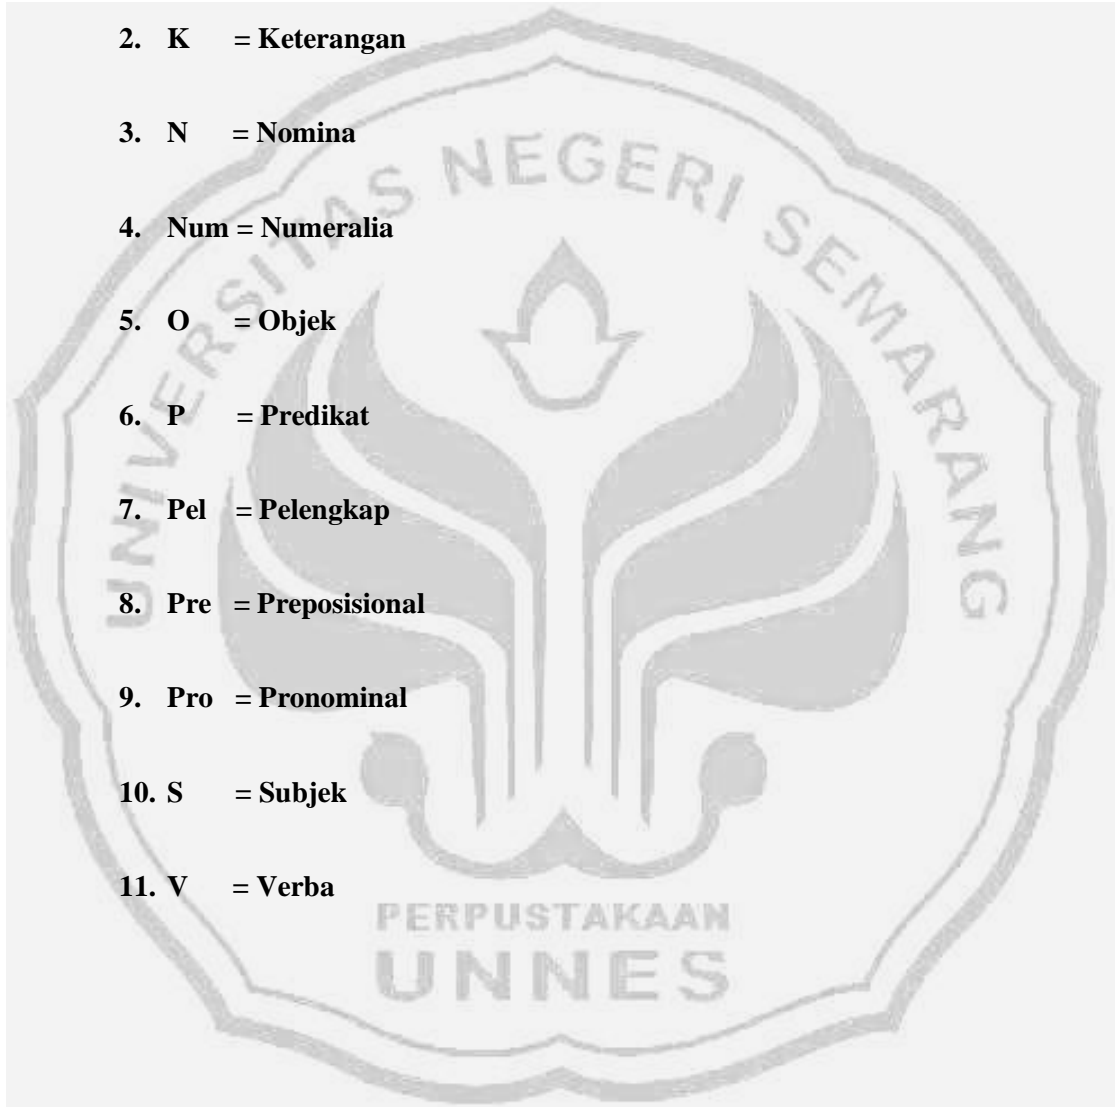 2. K = Keterangan
3. N = Nomina
4. Num = Numeralia
5. O = Objek
6. P = Predikat
7. Pel = Pelengkap
8. Pre = Preposisional
9. Pro = Pronominal
10. S = Subjek
11. V = Verba
UNIVERSITAS NEGERI SEMARANG
PERPUSTAKAAN
UNNES